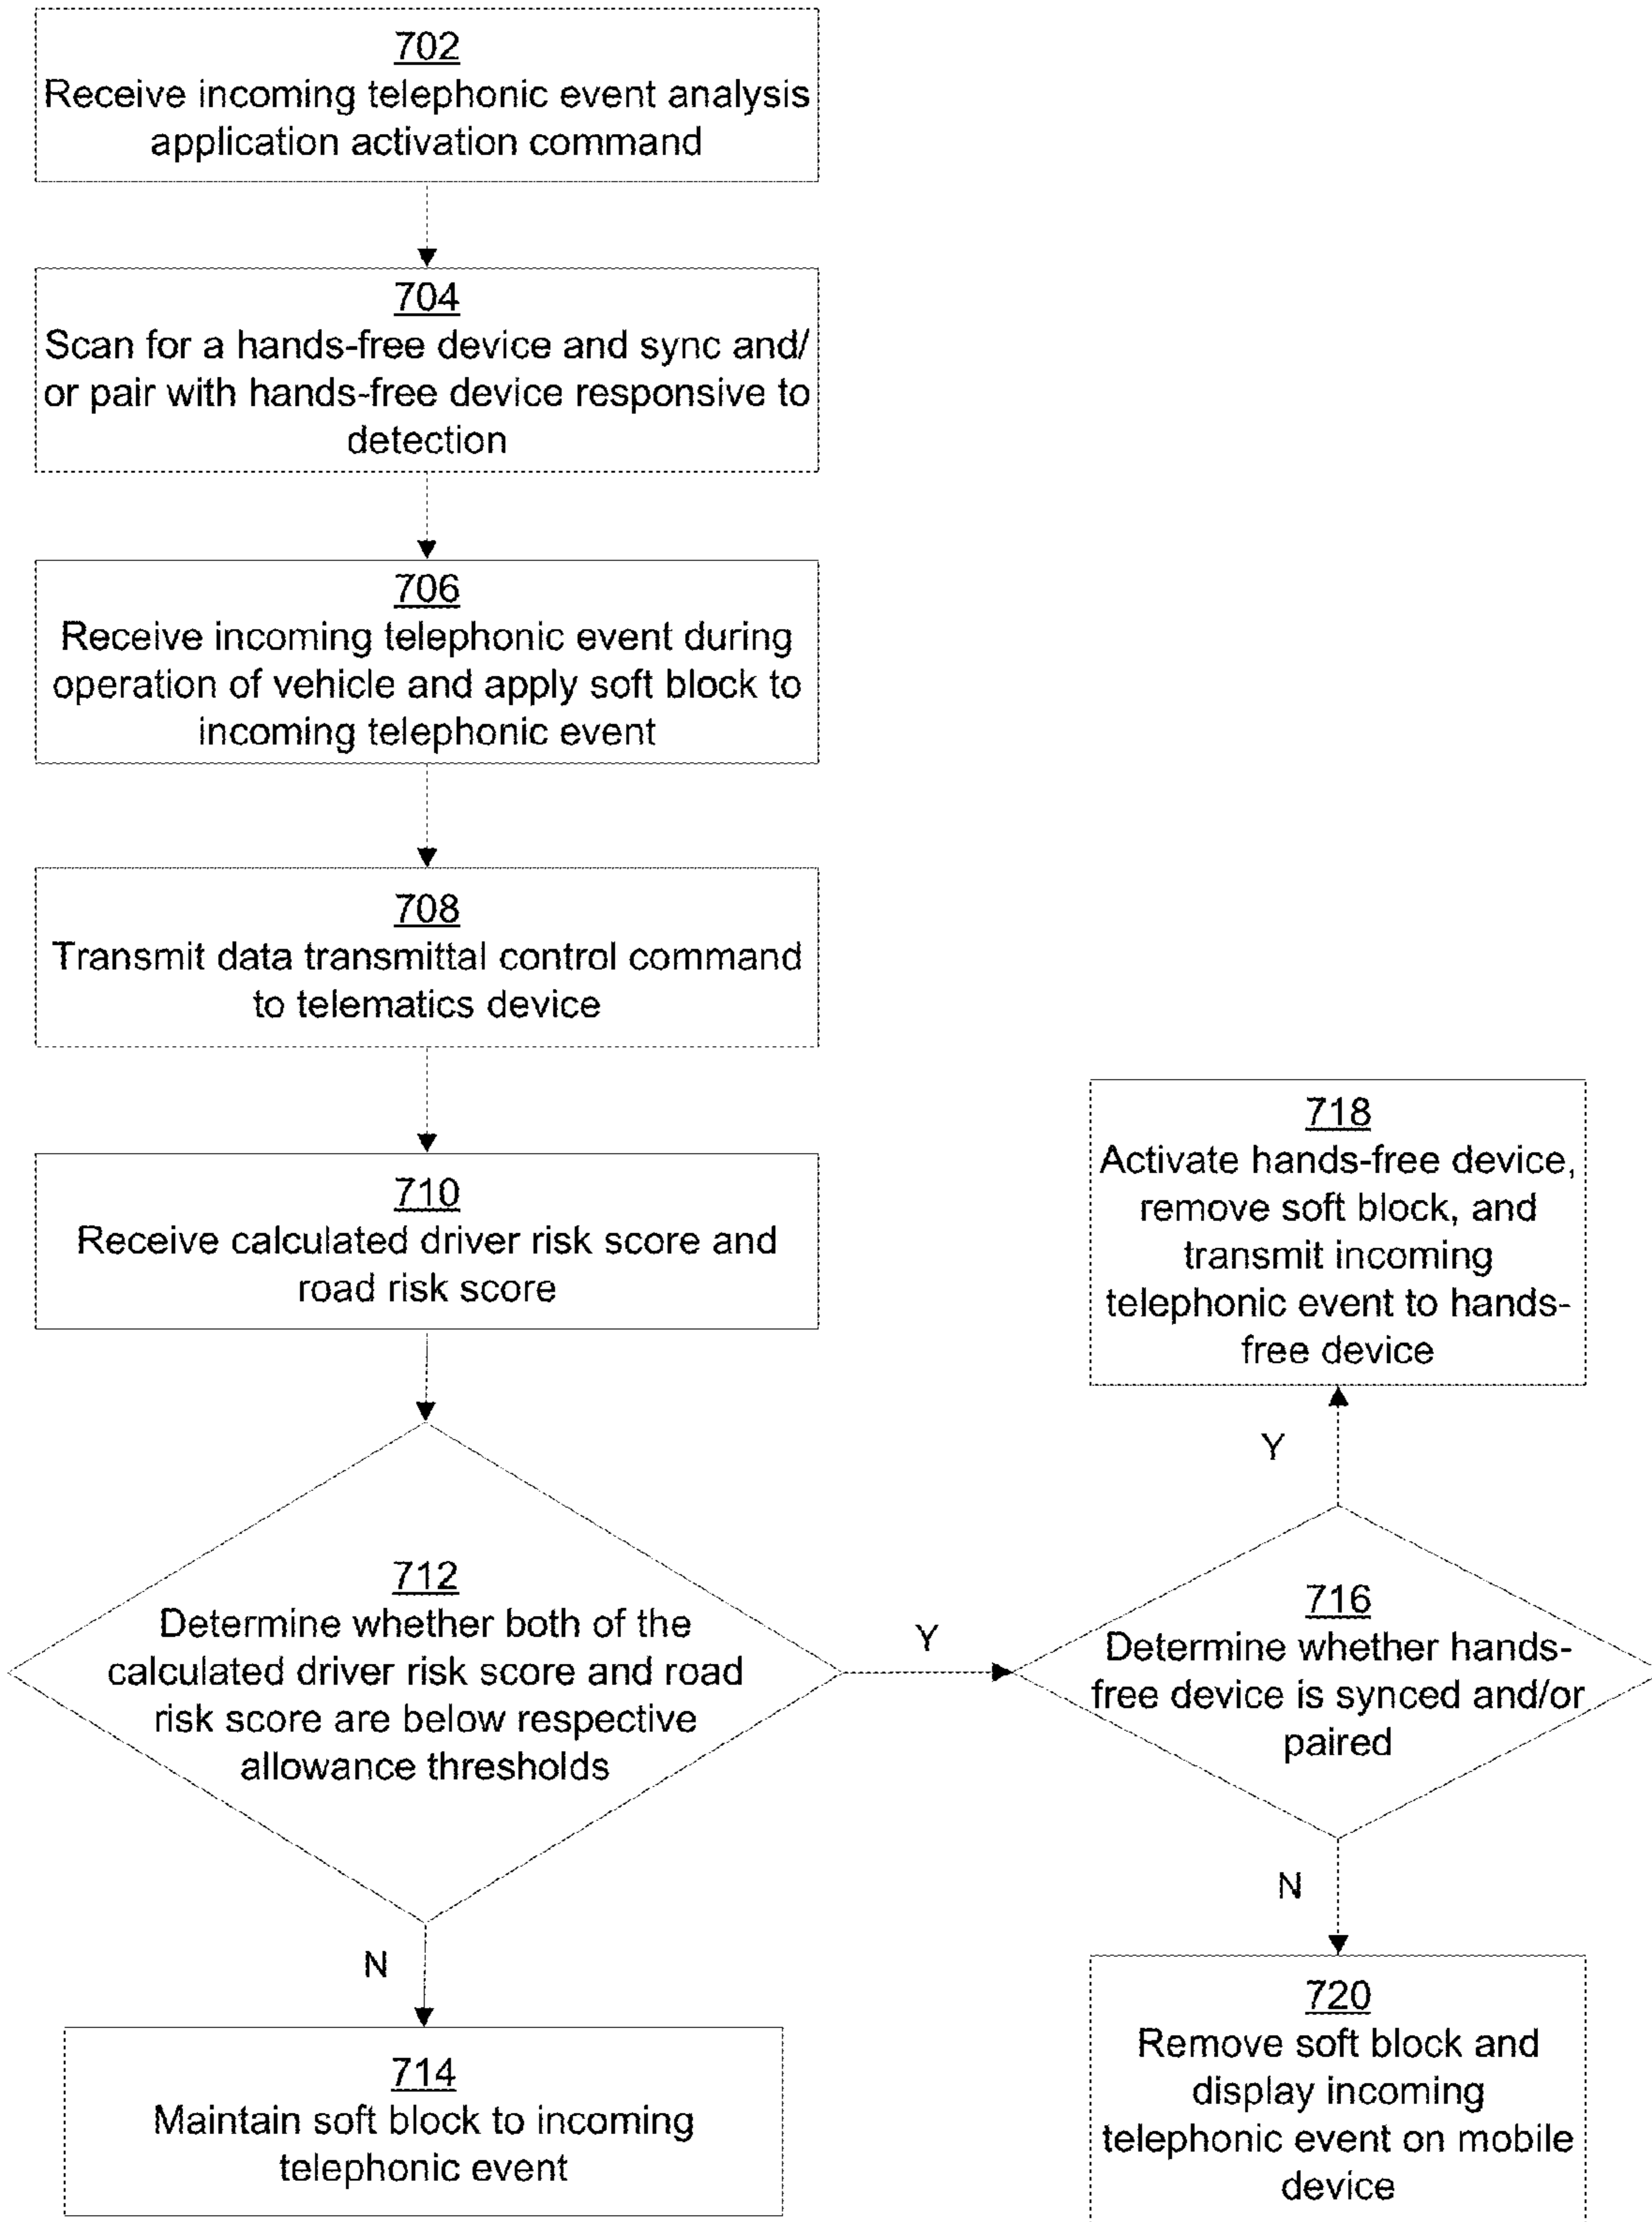 702
Receive incoming telephonic event analysis
application activation command
704
Scan for a hands-free device and sync and/
or pair with hands-free device responsive to
detection
706
Receive incoming telephonic event during
operation of vehicle and apply soft block to
incoming telephonic event
708
Transmit data transmittal control command
to telematics device
710
Receive calculated driver risk score and
road risk score
712
Determine whether both of the
calculated driver risk score and road
risk score are below respective
allowance thresholds
Y
N
714
Maintain soft block to incoming
telephonic event
716
Determine whether hands-
free device is synced and/or
paired
Y
718
Activate hands-free device,
remove soft block, and
transmit incoming
telephonic event to hands-
free device
N
720
Remove soft block and
display incoming
telephonic event on mobile
device